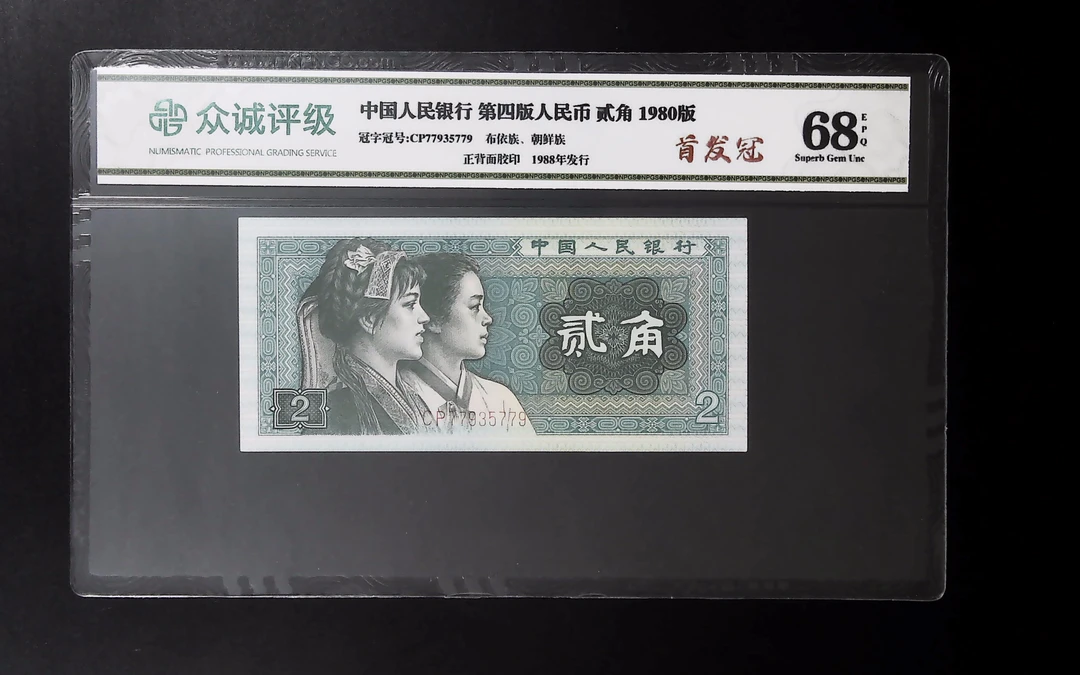 众诚评级
NUMISMATIC PROFESSIONAL GRADING SERVICE
中国人民银行 第四版人民币 贰角 1980版
冠字冠号:CP77935779 布依族、朝鲜族
正背面胶印 1988年发行
首发冠
68 EPQ
Superb Gem Unc
中国人民银行
贰角
2
CP77935779
2